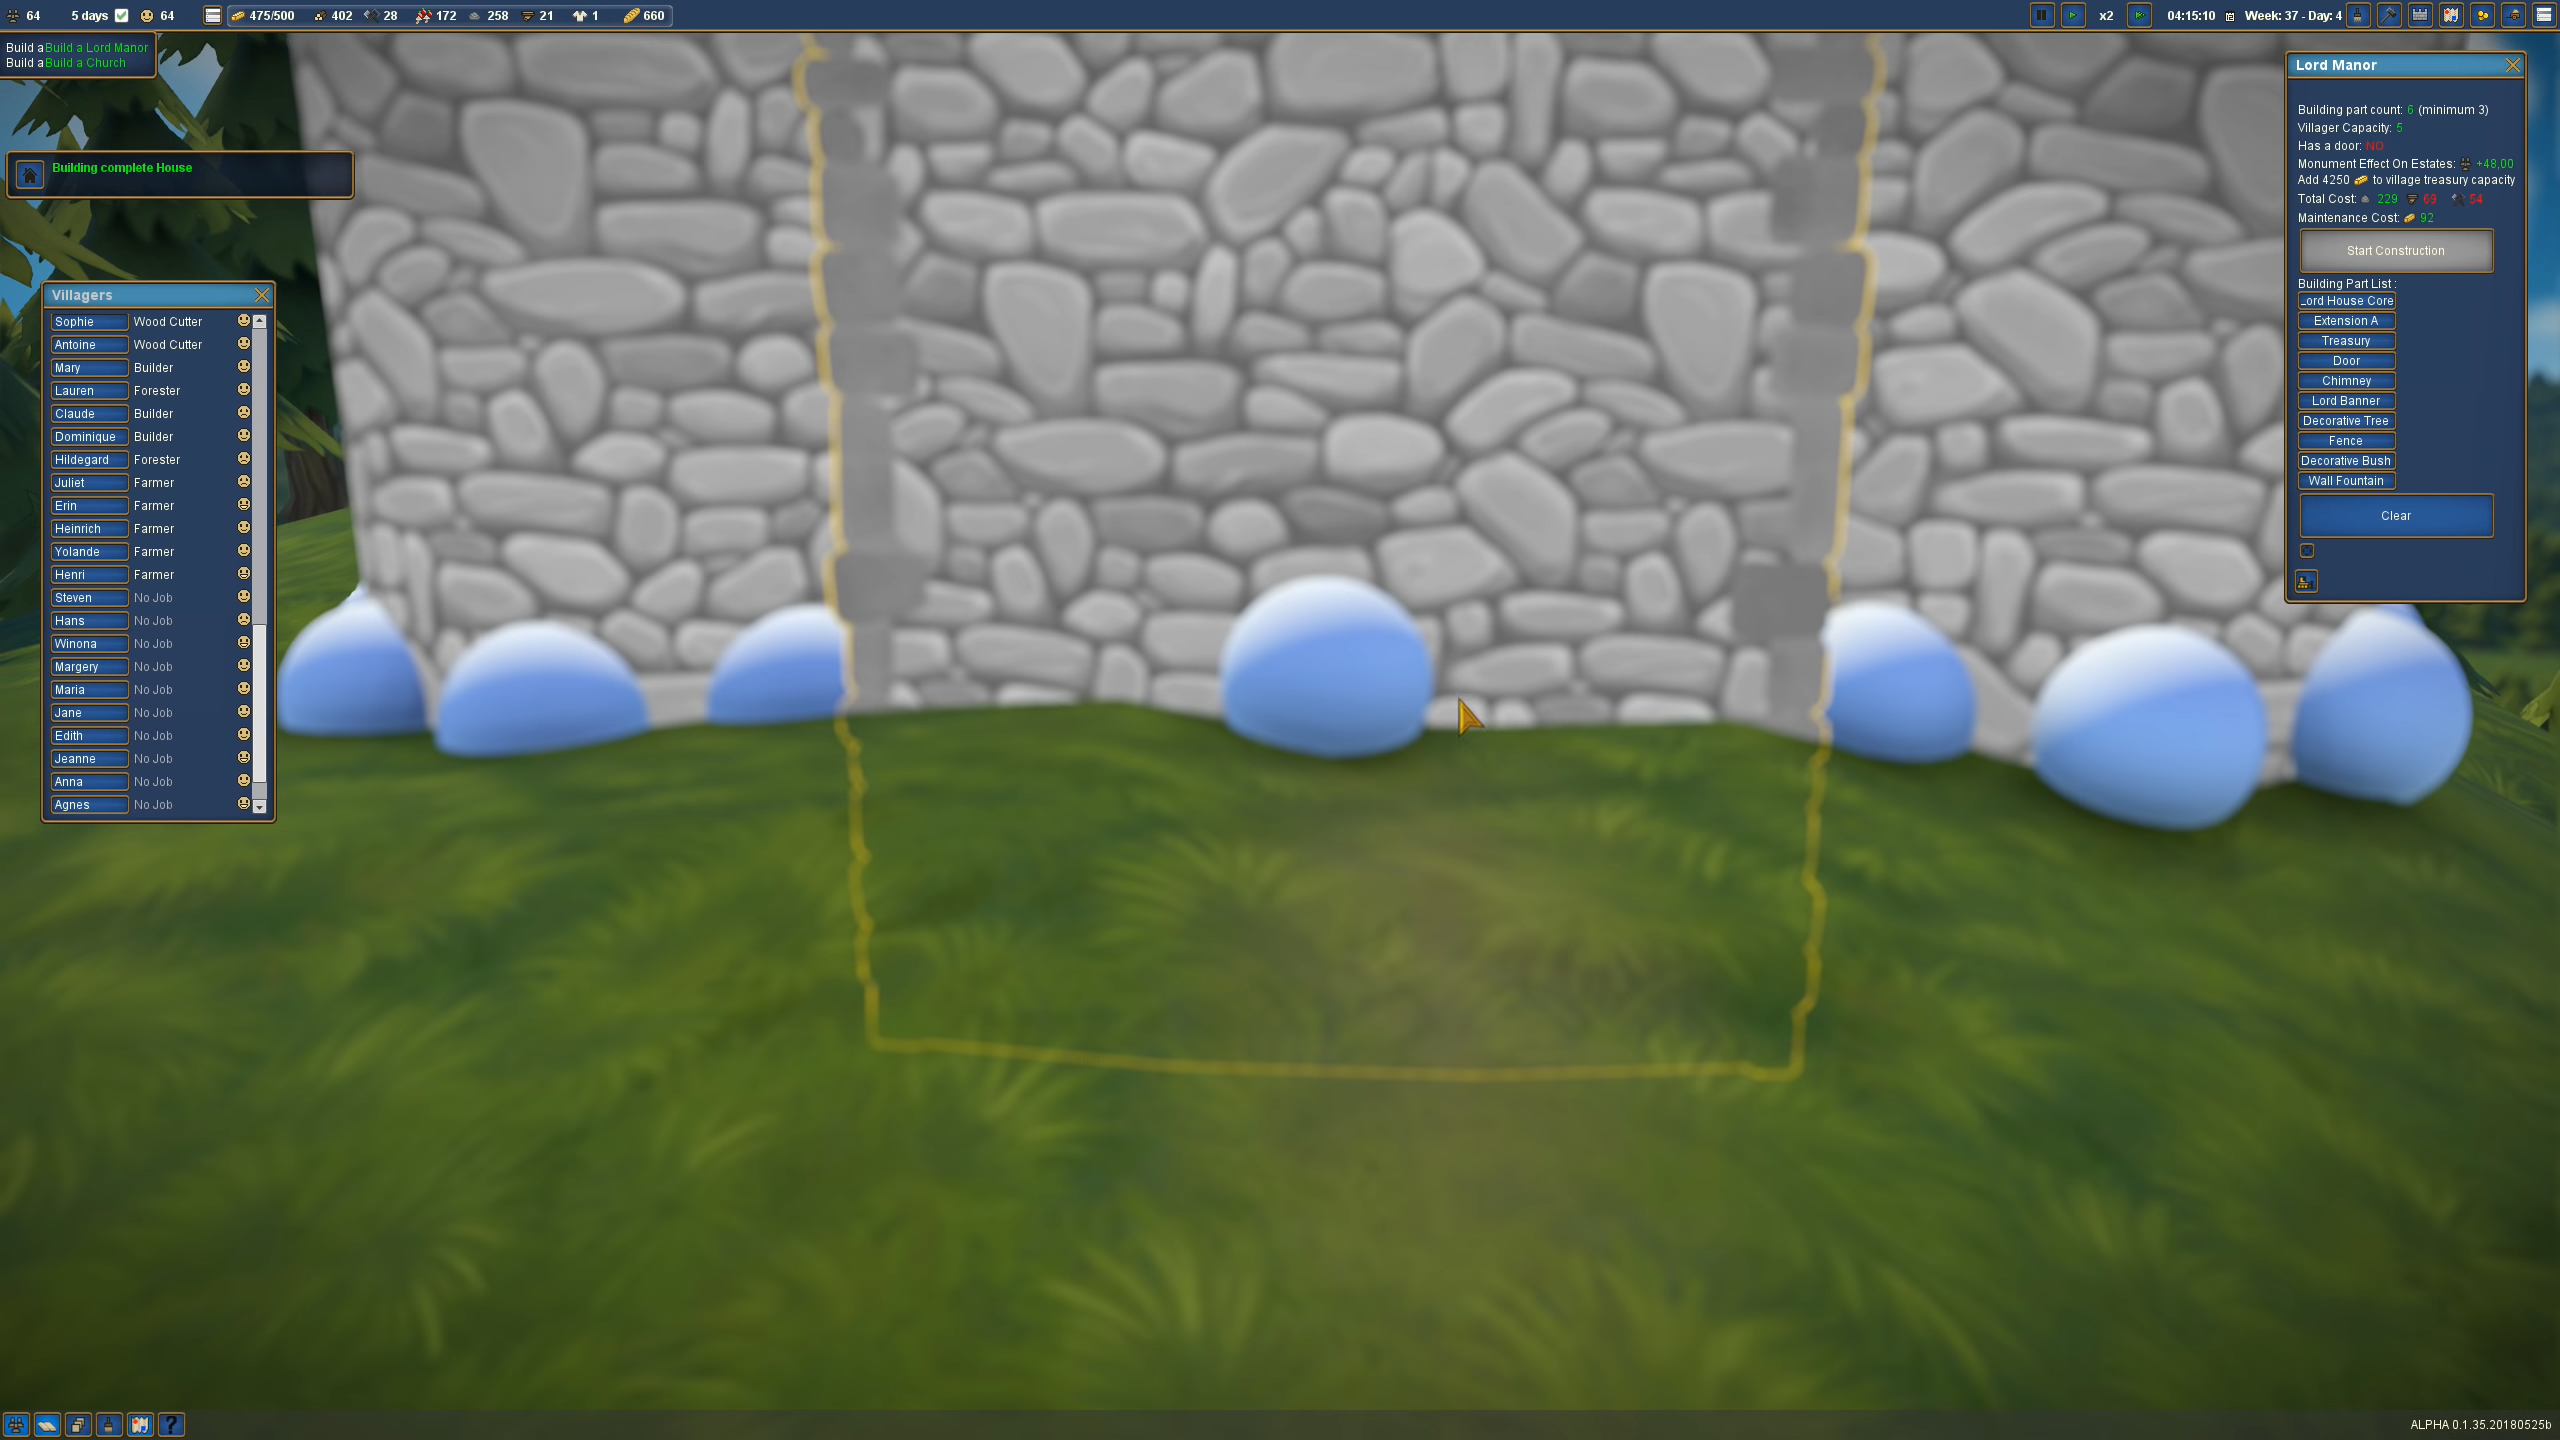 64 5 days 64 475/500 402 28 172 258 21 1 660 x2 04:15:10 Week: 37 - Day: 4
Build a Build a Lord Manor
Build a Build a Church
Building complete House
Villagers
Sophie Wood Cutter
Antoine Wood Cutter
Mary Builder
Lauren Forester
Claude Builder
Dominique Builder
Hildegard Forester
Juliet Farmer
Erin Farmer
Heinrich Farmer
Yolande Farmer
Henri Farmer
Steven No Job
Hans No Job
Winona No Job
Margery No Job
Maria No Job
Jane No Job
Edith No Job
Jeanne No Job
Anna No Job
Agnes No Job
Lord Manor
Building part count: 6 (minimum 3)
Villager Capacity: 5
Has a door: NO
Monument Effect On Estates: +48,00
Add 4250 to village treasury capacity
Total Cost: 229 69 54
Maintenance Cost: 92
Start Construction
Building Part List :
Lord House Core
Extension A
Treasury
Door
Chimney
Lord Banner
Decorative Tree
Fence
Decorative Bush
Wall Fountain
Clear
?
ALPHA 0.1.35.20180525b